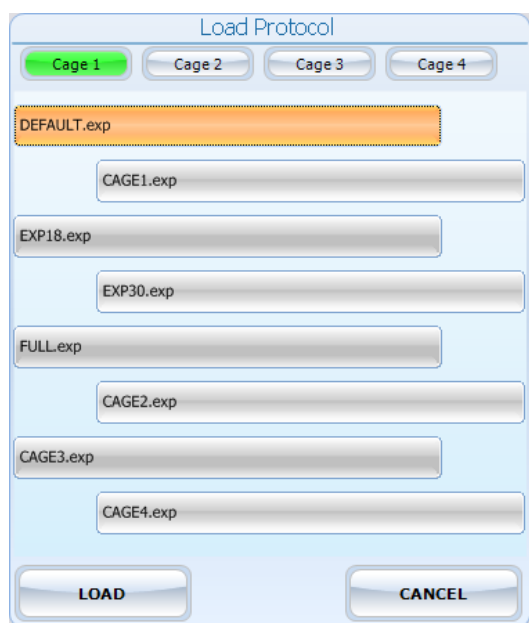 Load Protocol
Cage 1 Cage 2 Cage 3 Cage 4
DEFAULT.exp
CAGE1.exp
EXP18.exp
EXP30.exp
FULL.exp
CAGE2.exp
CAGE3.exp
CAGE4.exp
LOAD CANCEL